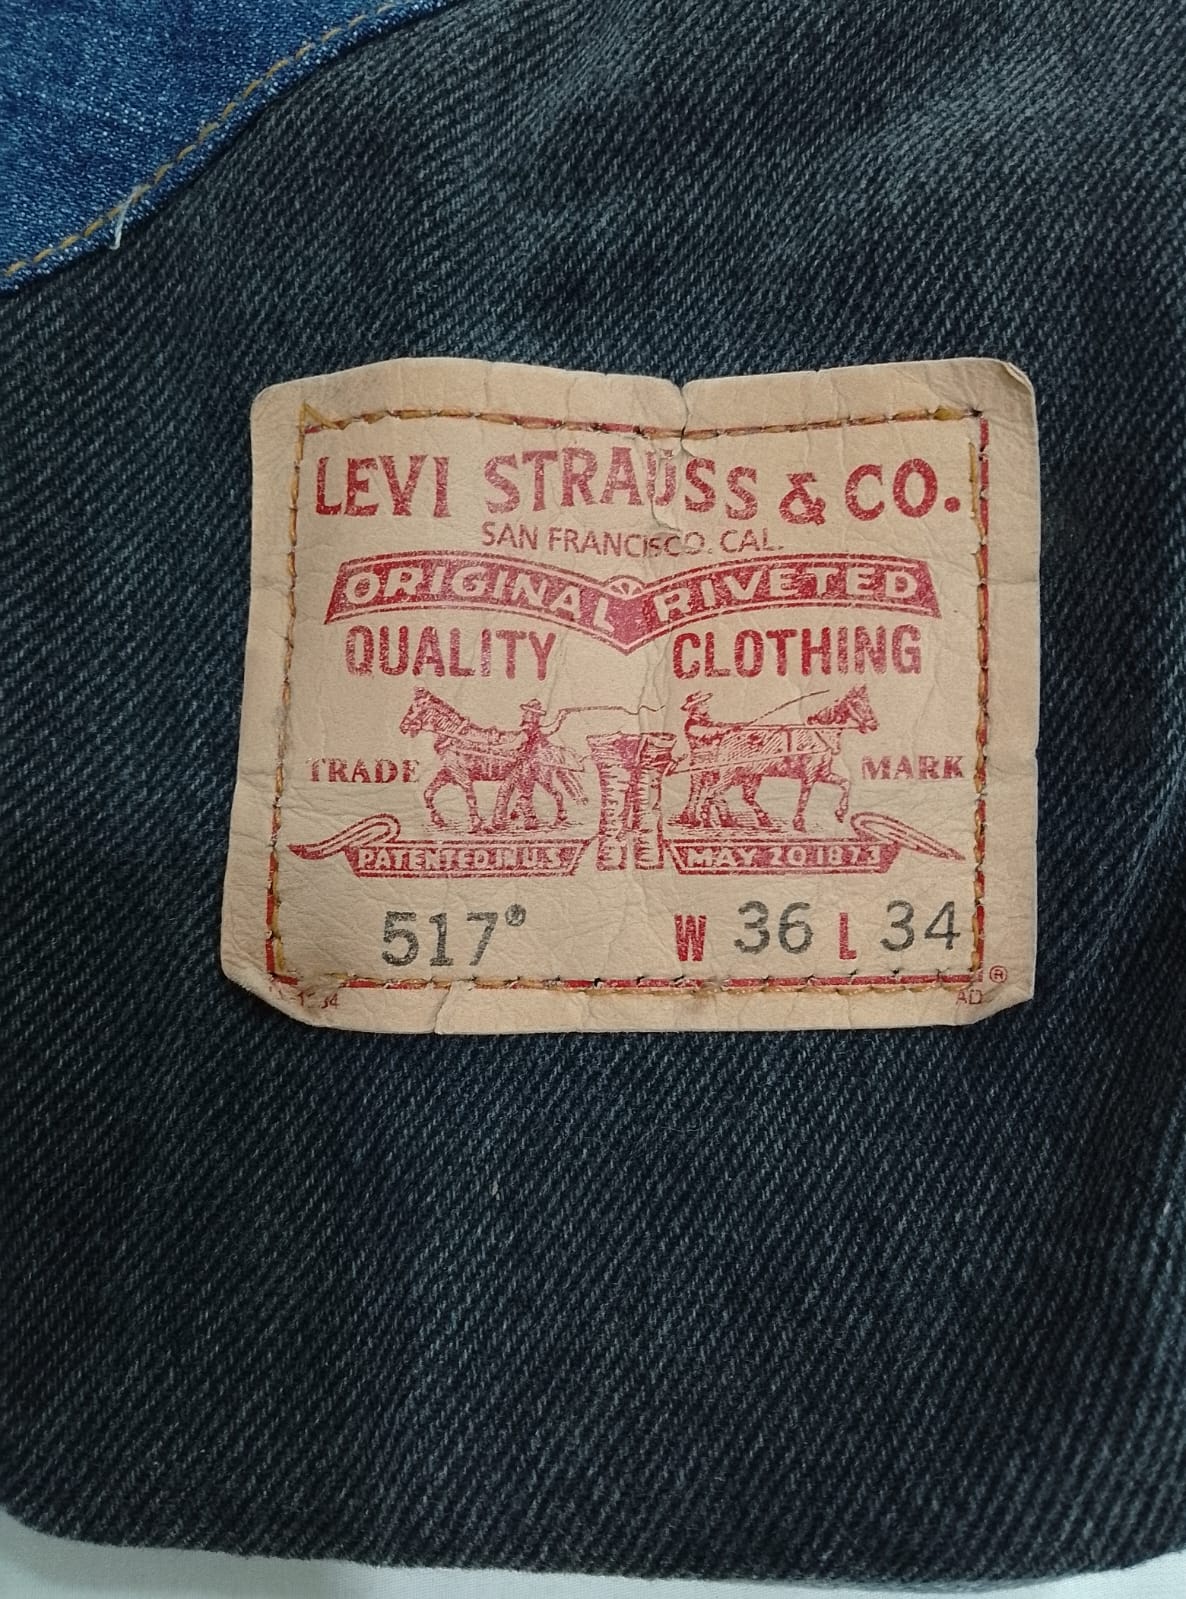 LEVI STRAUSS & CO.
SAN FRANCISCO. CAL.
ORIGINAL RIVETED
QUALITY CLOTHING
TRADE MARK
PATENTED IN U.S. MAY 20 1873
517® W 36 L 34
®
AD